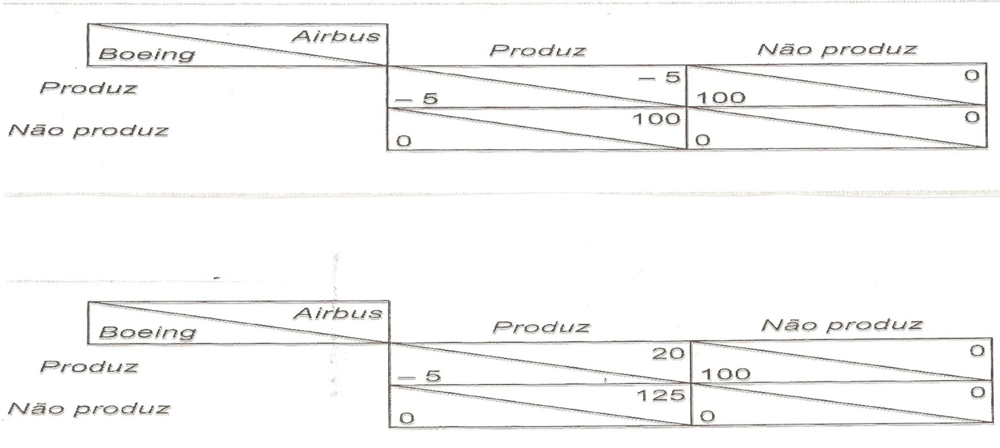 Airbus
Boeing
Produz
Não produz
Produz
– 5
0
– 5
100
Não produz
100
0
0
0
Airbus
Boeing
Produz
Não produz
Produz
20
0
– 5
100
Não produz
125
0
0
0